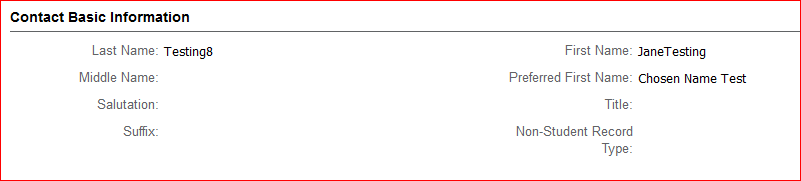 Contact Basic Information
Last Name: Testing8
First Name: JaneTesting
Middle Name:
Preferred First Name: Chosen Name Test
Salutation:
Title:
Suffix:
Non-Student Record
Type: